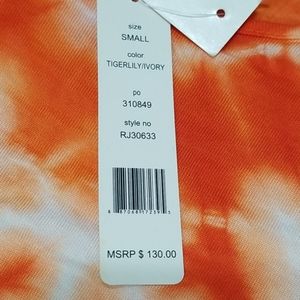 size
SMALL
color
TIGERLILY/IVORY
po
310849
style no
RJ30633
MSRP $ 130.00